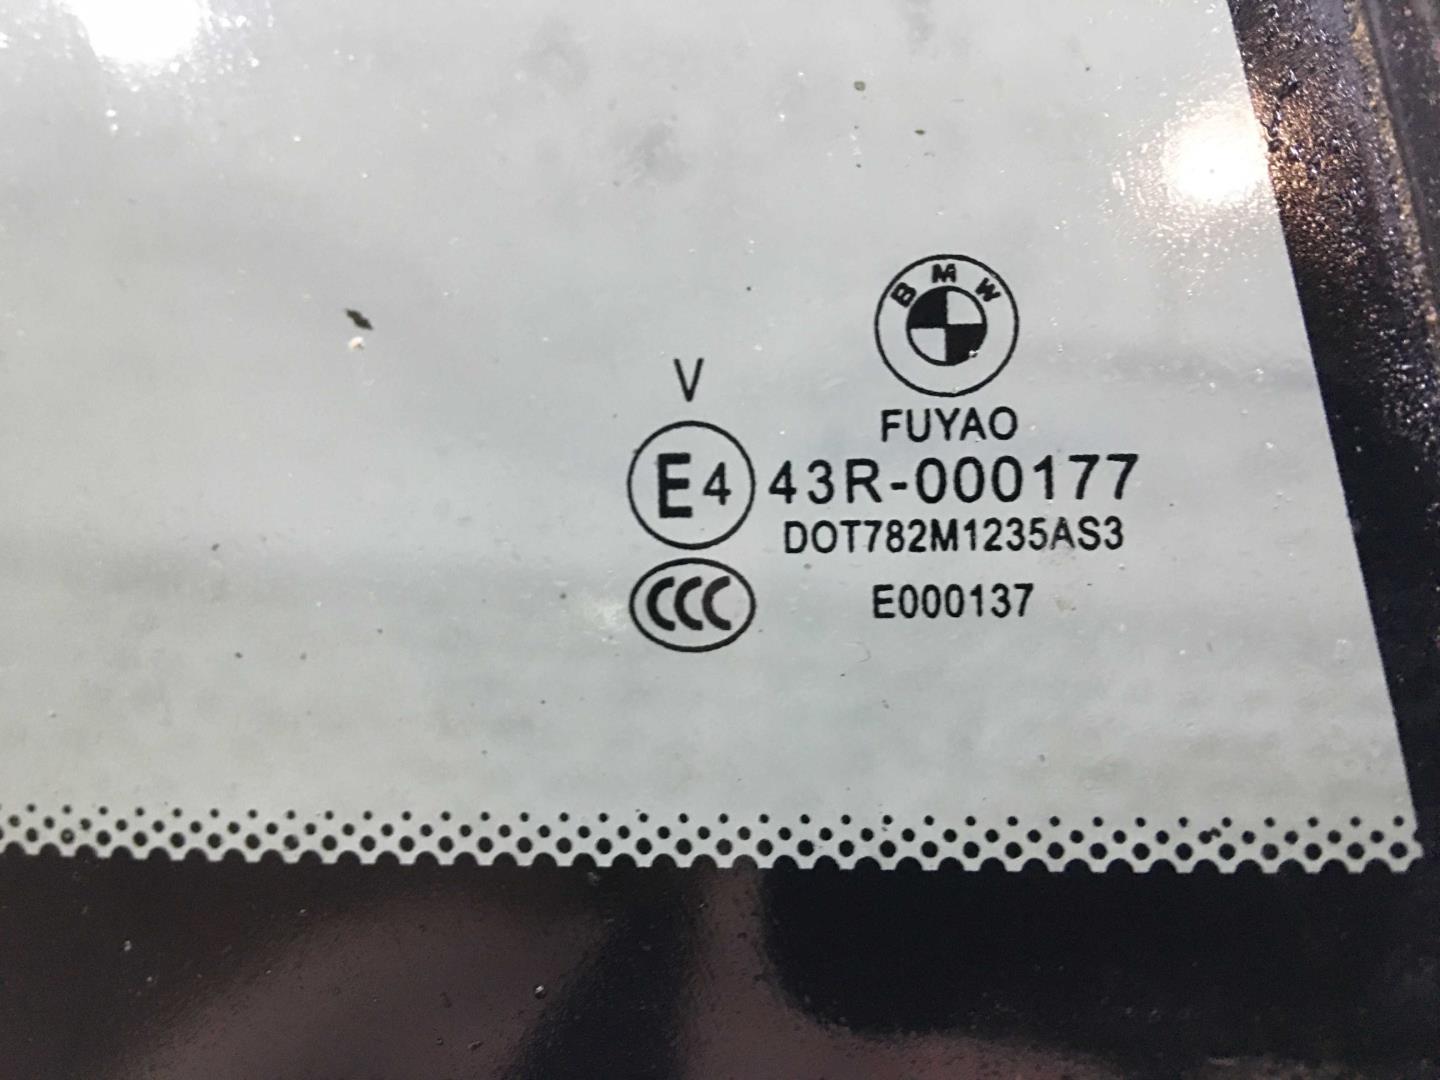 BMW
FUYAO
V
E4 43R-000177
DOT782M1235AS3
CCC E000137